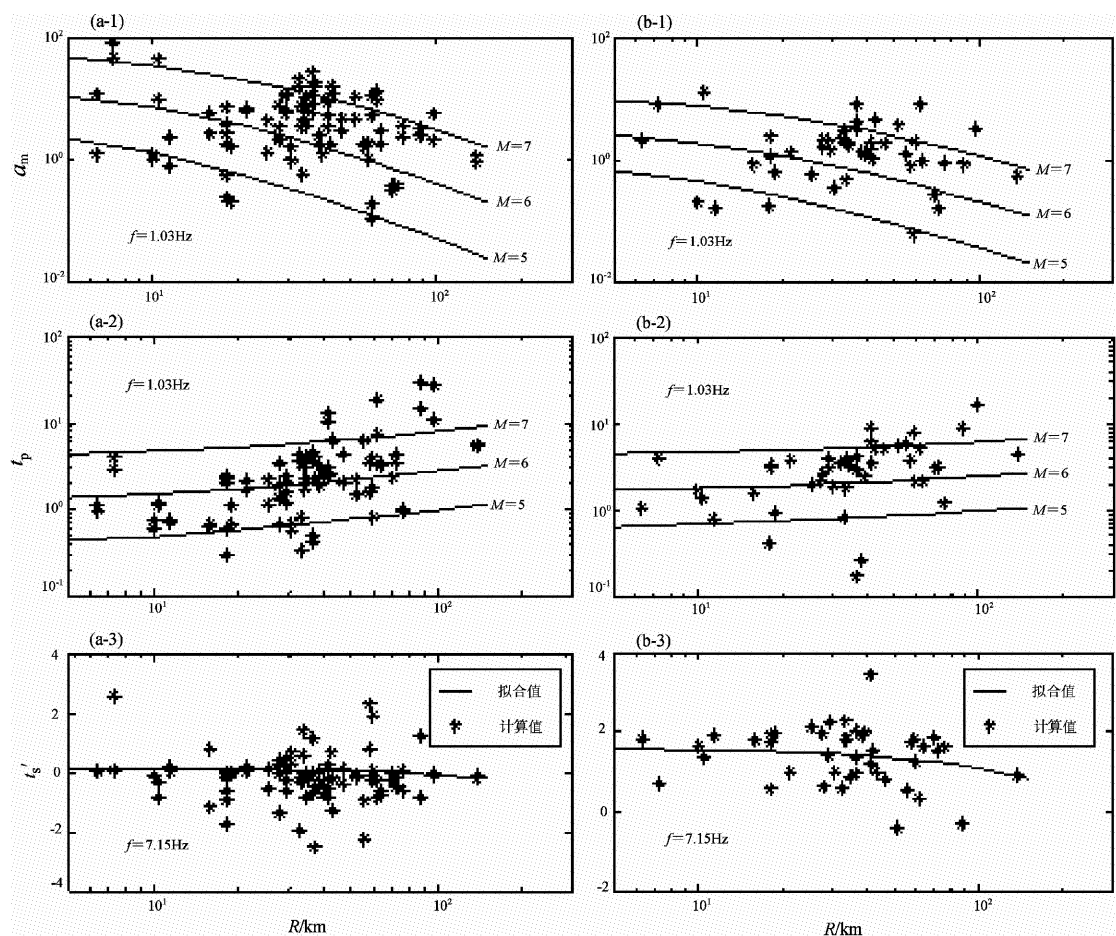 (a-1)
(b-1)
10²
10⁰
10⁻²
aₘ
M=7
M=6
M=5
f=1.03Hz
10¹
10²
10²
10⁰
10⁻²
M=7
M=6
M=5
f=1.03Hz
10¹
10²
(a-2)
(b-2)
10²
10¹
10⁰
10⁻¹
tₚ
f=1.03Hz
M=7
M=6
M=5
10¹
10²
10²
10¹
10⁰
10⁻¹
f=1.03Hz
M=7
M=6
M=5
10¹
10²
(a-3)
(b-3)
4
2
0
-2
-4
tₛ′
拟合值
计算值
f=7.15Hz
10¹
10²
R/km
4
2
0
-2
拟合值
计算值
f=7.15Hz
10¹
10²
R/km